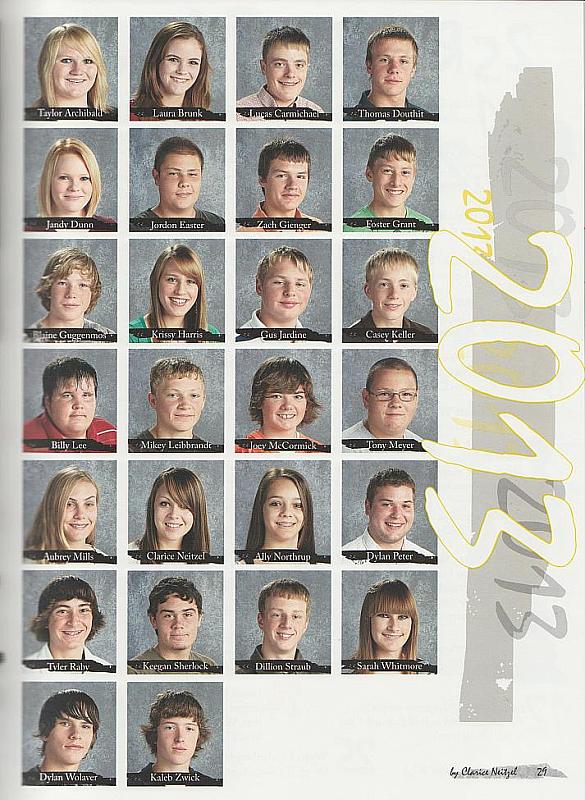 Taylor Archibald
Laura Brunk
Lucas Carmichael
Thomas Douthit
Jandy Dunn
Jordon Easter
Zach Gienger
Foster Grant
Blaine Guggenmos
Krissy Harris
Gus Jardine
Casey Keller
Billy Lee
Mikey Leibbrandt
Joey McCormick
Tony Meyer
Aubrey Mills
Clarice Neitzel
Ally Northrup
Dylan Peter
Tyler Raby
Keegan Sherlock
Dillion Straub
Sarah Whitmore
Dylan Wolaver
Kaleb Zwick
2013
2013
2013
by Clarice Neitzel 29